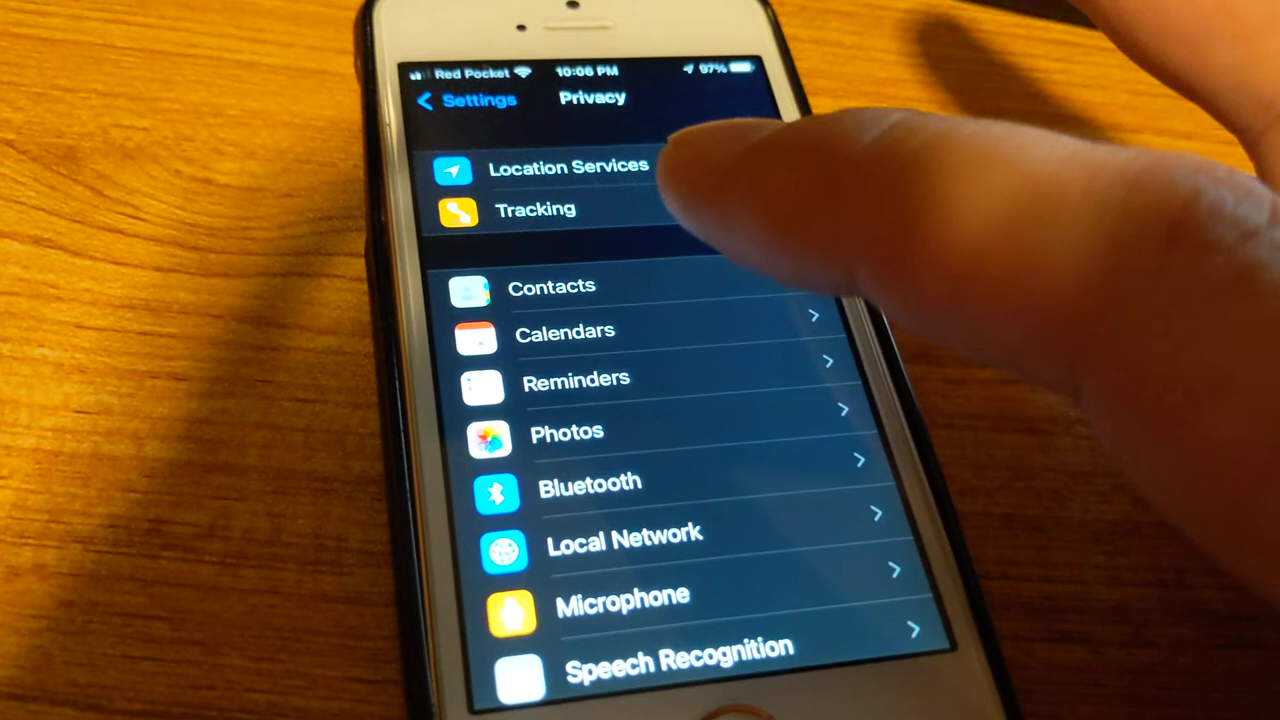 Red Pocket 10:06 PM 97%
Settings Privacy
Location Services
Tracking
Contacts
Calendars
Reminders
Photos
Bluetooth
Local Network
Microphone
Speech Recognition